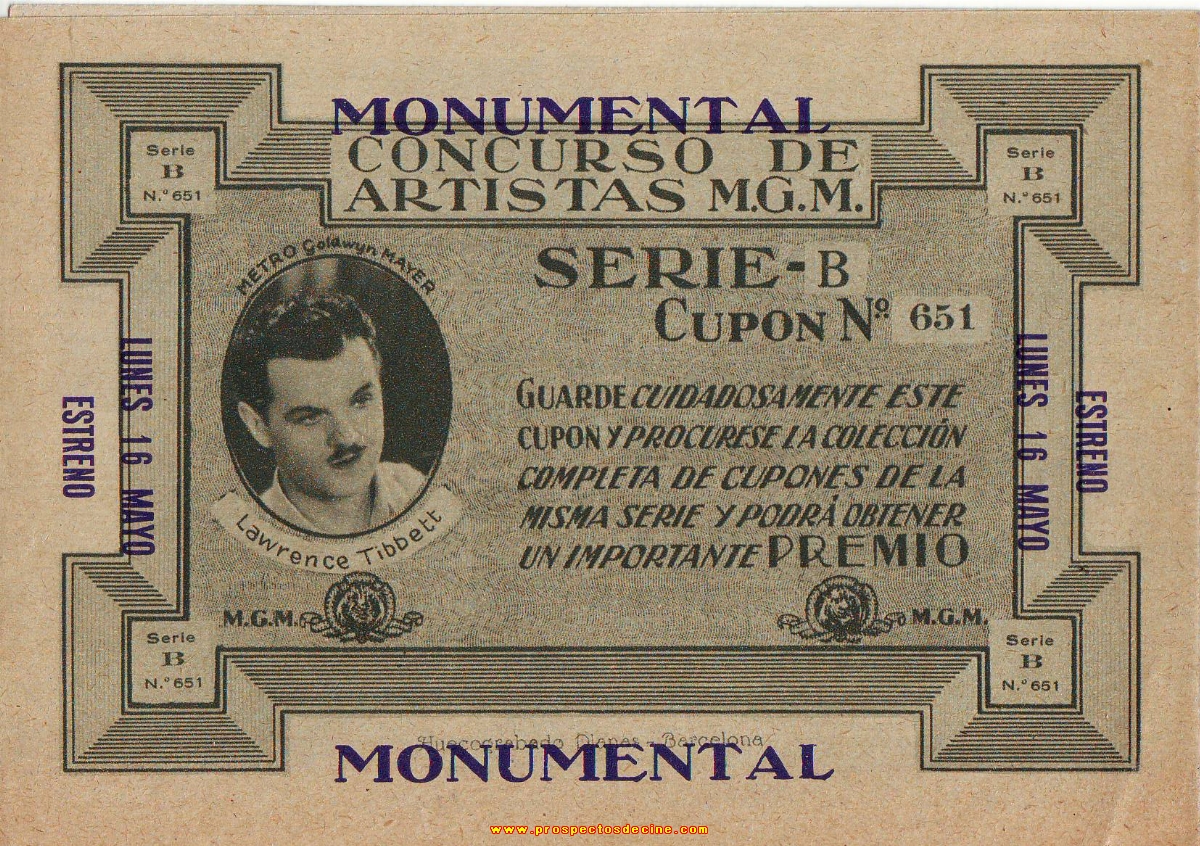 MONUMENTAL
CONCURSO DE
ARTISTAS M.G.M.
Serie
B
N.º 651
Serie
B
N.º 651
METRO Goldwyn MAYER
SERIE-B
CUPON Nº 651
GUARDE CUIDADOSAMENTE ESTE
CUPON Y PROCURESE LA COLECCIÓN
COMPLETA DE CUPONES DE LA
MISMA SERIE Y PODRÁ OBTENER
UN IMPORTANTE PREMIO
Lawrence Tibbett
LUNES 16 MAYO
ESTRENO
LUNES 16 MAYO
ESTRENO
M.G.M.
M.G.M.
Serie
B
N.º 651
Serie
B
N.º 651
Huecograbado Planas - Barcelona
MONUMENTAL
www.prospectosdecine.com